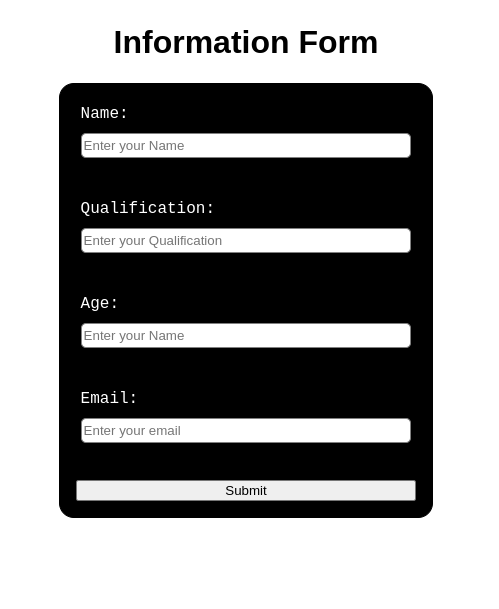 Information Form
Name:
Enter your Name
Qualification:
Enter your Qualification
Age:
Enter your Name
Email:
Enter your email
Submit